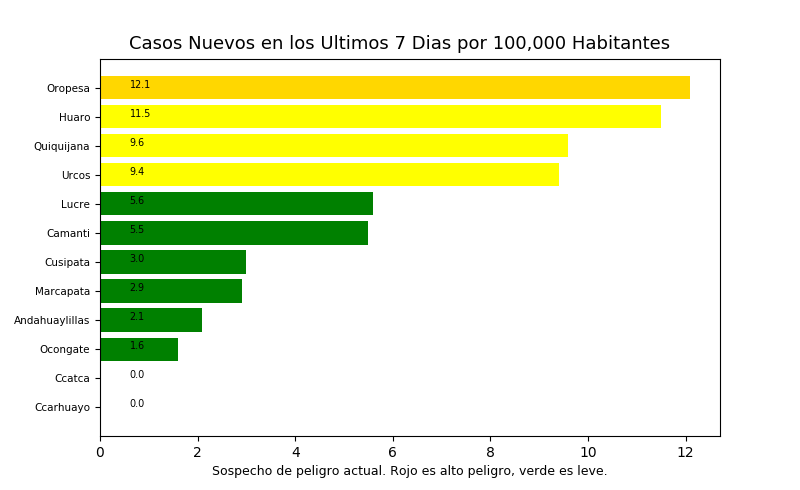 Casos Nuevos en los Ultimos 7 Dias por 100,000 Habitantes
Oropesa 12.1
Huaro 11.5
Quiquijana 9.6
Urcos 9.4
Lucre 5.6
Camanti 5.5
Cusipata 3.0
Marcapata 2.9
Andahuaylillas 2.1
Ocongate 1.6
Ccatca 0.0
Ccarhuayo 0.0
0 2 4 6 8 10 12
Sospecho de peligro actual. Rojo es alto peligro, verde es leve.